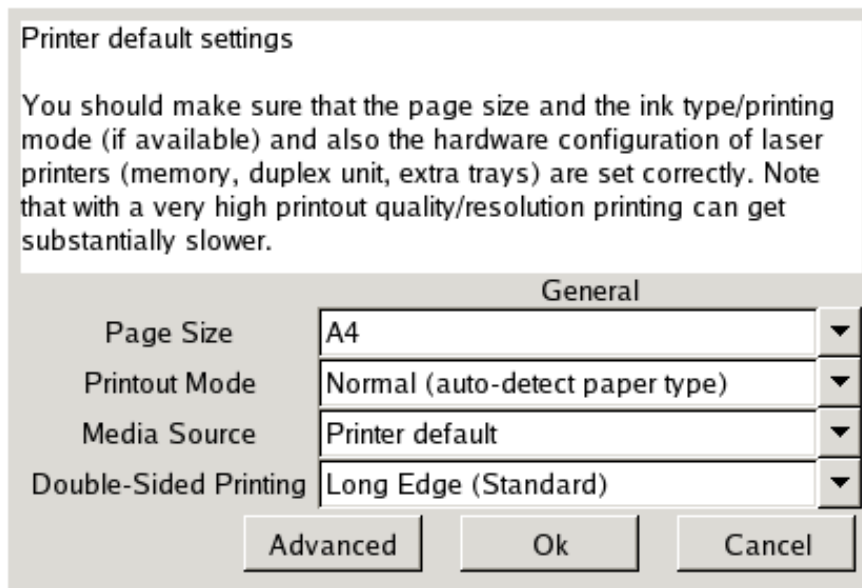 Printer default settings
You should make sure that the page size and the ink type/printing
mode (if available) and also the hardware configuration of laser
printers (memory, duplex unit, extra trays) are set correctly. Note
that with a very high printout quality/resolution printing can get
substantially slower.
General
Page Size A4
Printout Mode Normal (auto-detect paper type)
Media Source Printer default
Double-Sided Printing Long Edge (Standard)
Advanced Ok Cancel